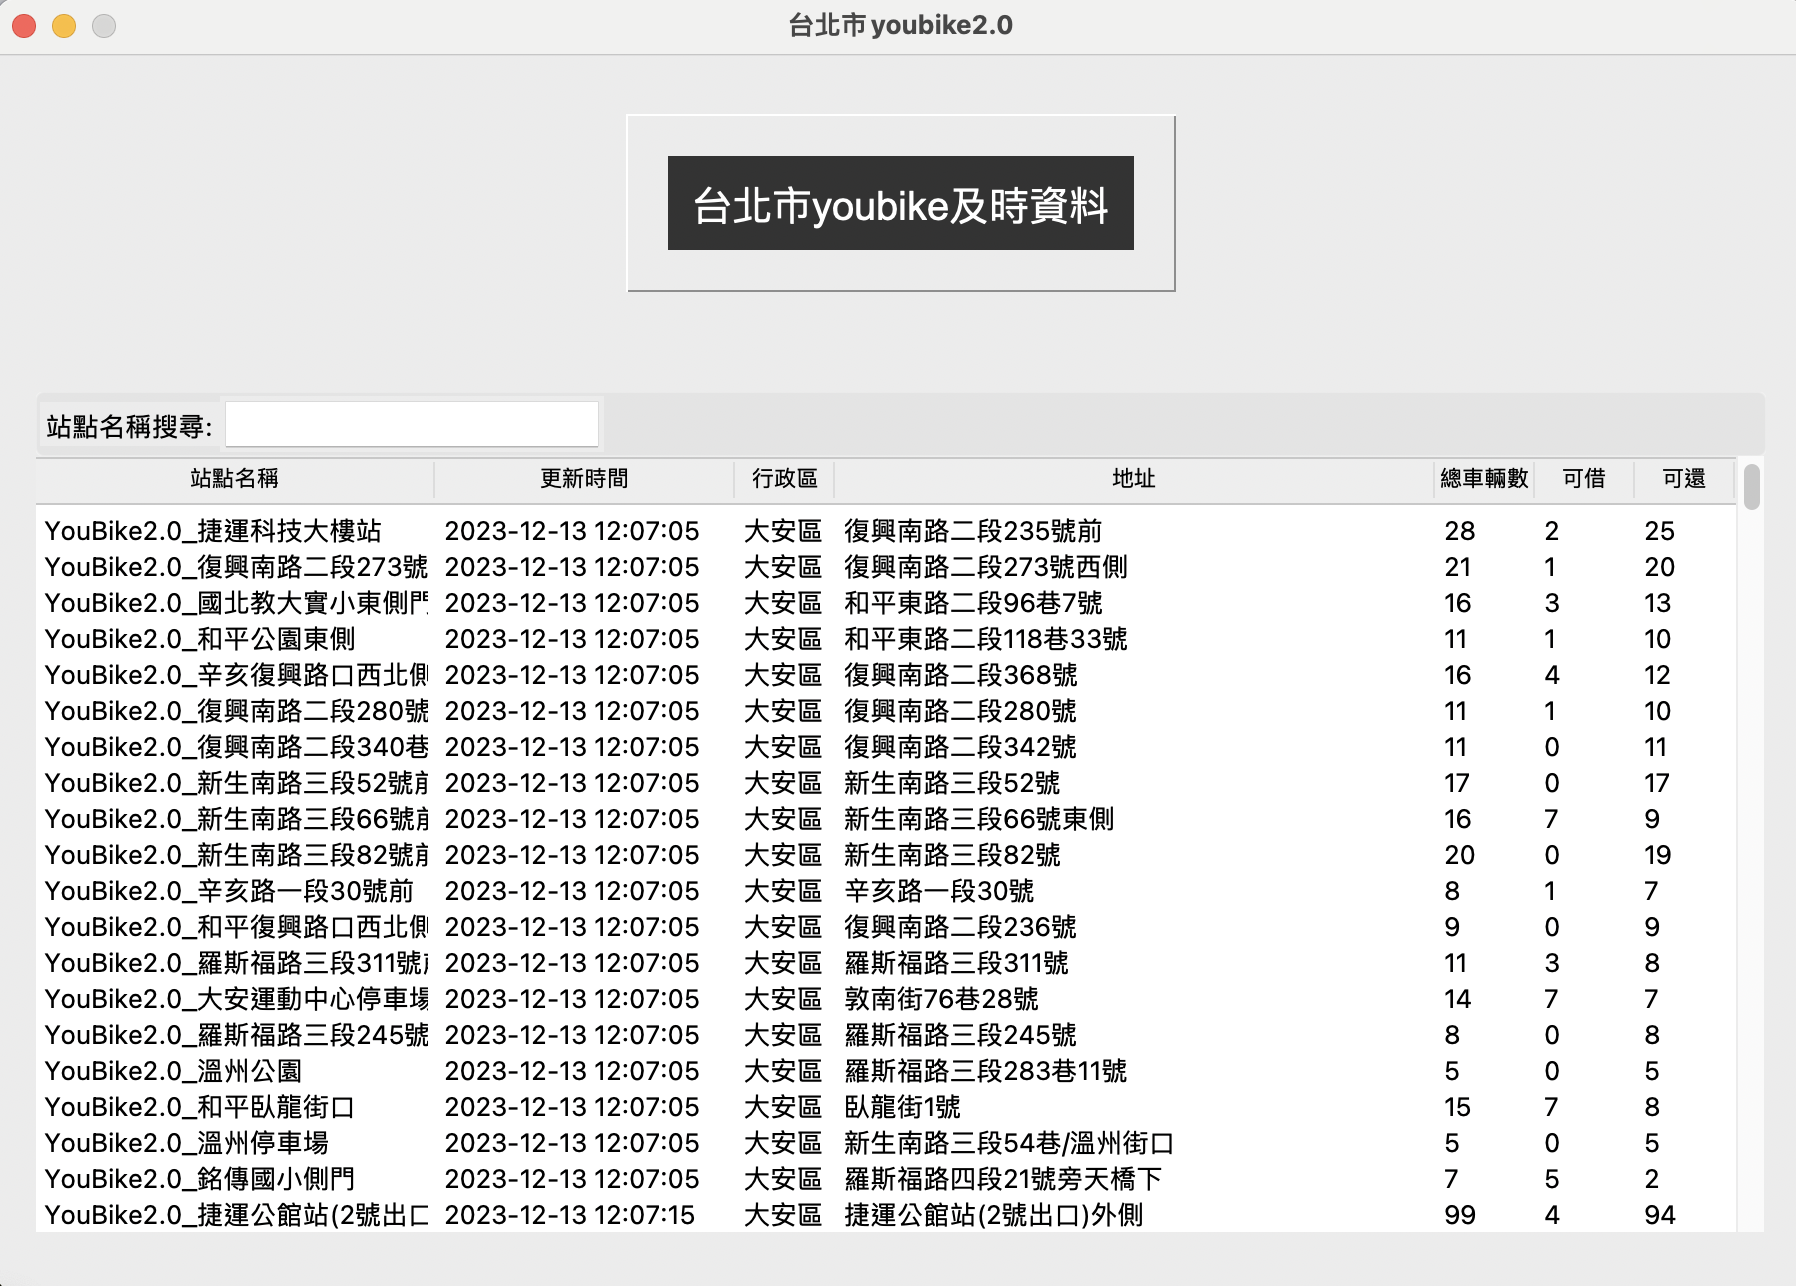 台北市youbike2.0
台北市youbike及時資料
站點名稱搜尋:
站點名稱 更新時間 行政區 地址 總車輛數 可借 可還
YouBike2.0_捷運科技大樓站 2023-12-13 12:07:05 大安區 復興南路二段235號前 28 2 25
YouBike2.0_復興南路二段273號 2023-12-13 12:07:05 大安區 復興南路二段273號西側 21 1 20
YouBike2.0_國北教大實小東側門 2023-12-13 12:07:05 大安區 和平東路二段96巷7號 16 3 13
YouBike2.0_和平公園東側 2023-12-13 12:07:05 大安區 和平東路二段118巷33號 11 1 10
YouBike2.0_辛亥復興路口西北側 2023-12-13 12:07:05 大安區 復興南路二段368號 16 4 12
YouBike2.0_復興南路二段280號 2023-12-13 12:07:05 大安區 復興南路二段280號 11 1 10
YouBike2.0_復興南路二段340巷 2023-12-13 12:07:05 大安區 復興南路二段342號 11 0 11
YouBike2.0_新生南路三段52號前 2023-12-13 12:07:05 大安區 新生南路三段52號 17 0 17
YouBike2.0_新生南路三段66號前 2023-12-13 12:07:05 大安區 新生南路三段66號東側 16 7 9
YouBike2.0_新生南路三段82號前 2023-12-13 12:07:05 大安區 新生南路三段82號 20 0 19
YouBike2.0_辛亥路一段30號前 2023-12-13 12:07:05 大安區 辛亥路一段30號 8 1 7
YouBike2.0_和平復興路口西北側 2023-12-13 12:07:05 大安區 復興南路二段236號 9 0 9
YouBike2.0_羅斯福路三段311號前 2023-12-13 12:07:05 大安區 羅斯福路三段311號 11 3 8
YouBike2.0_大安運動中心停車場 2023-12-13 12:07:05 大安區 敦南街76巷28號 14 7 7
YouBike2.0_羅斯福路三段245號 2023-12-13 12:07:05 大安區 羅斯福路三段245號 8 0 8
YouBike2.0_溫州公園 2023-12-13 12:07:05 大安區 羅斯福路三段283巷11號 5 0 5
YouBike2.0_和平臥龍街口 2023-12-13 12:07:05 大安區 臥龍街1號 15 7 8
YouBike2.0_溫州停車場 2023-12-13 12:07:05 大安區 新生南路三段54巷/溫州街口 5 0 5
YouBike2.0_銘傳國小側門 2023-12-13 12:07:05 大安區 羅斯福路四段21號旁天橋下 7 5 2
YouBike2.0_捷運公館站(2號出口 2023-12-13 12:07:15 大安區 捷運公館站(2號出口)外側 99 4 94